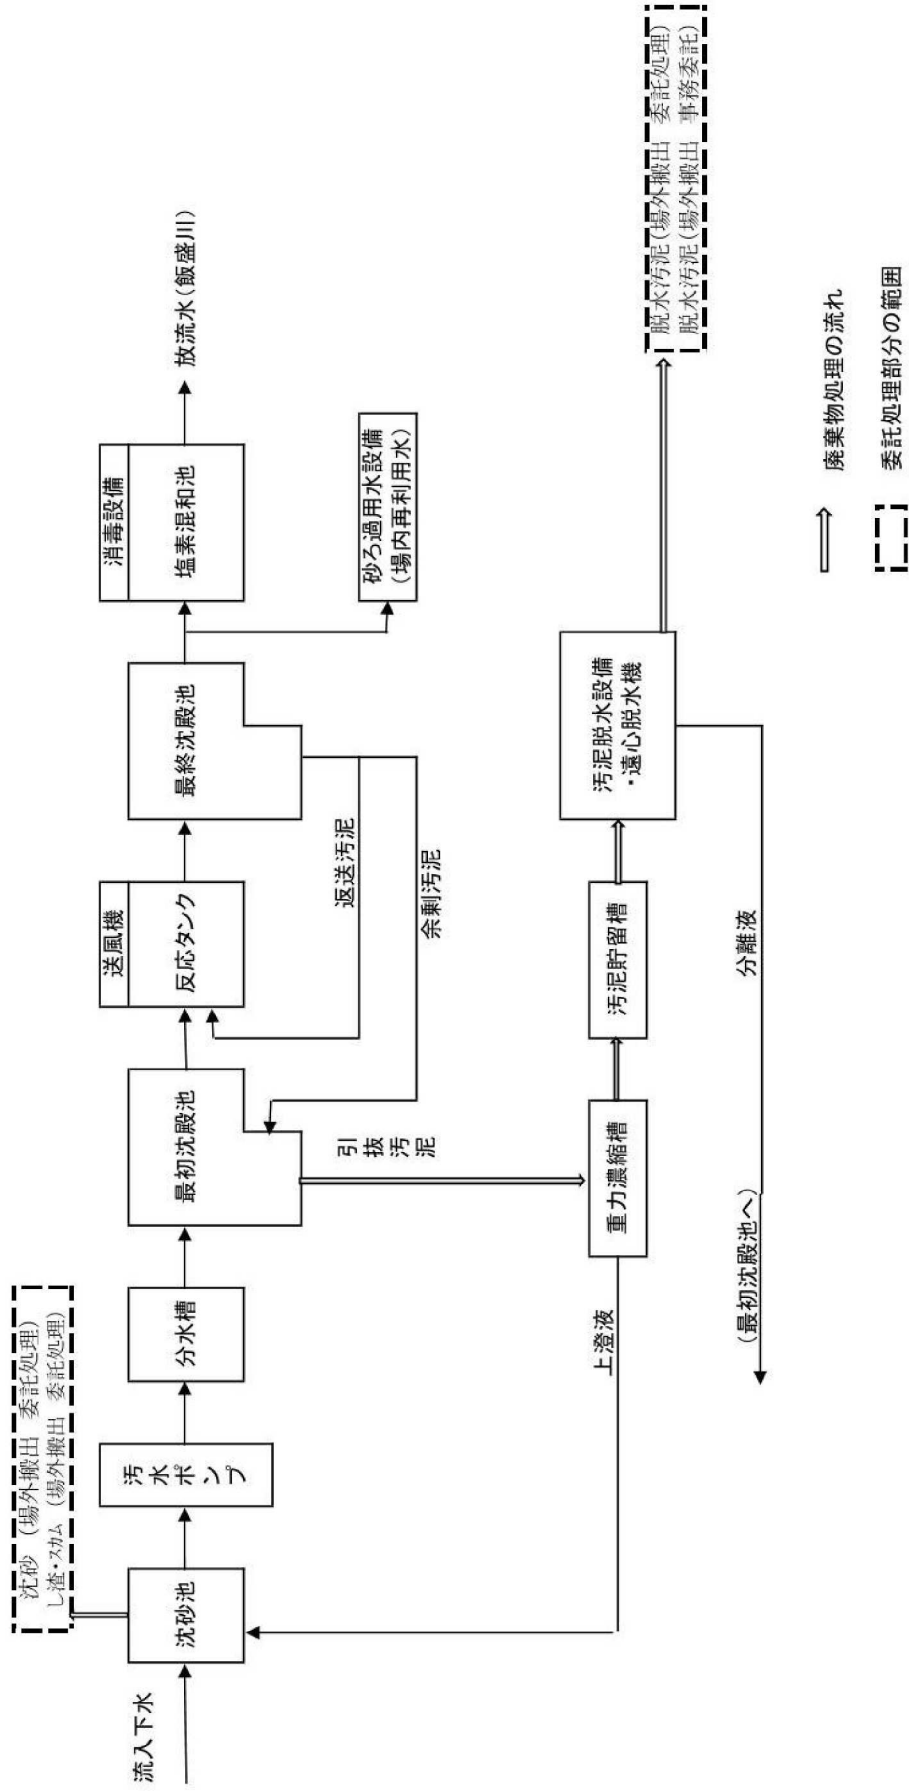 沈砂 (場外搬出 委託処理)
し渣・スカム (場外搬出 委託処理)
流入下水
沈砂池
汚水ポンプ
分水槽
最初沈殿池
送風機
反応タンク
最終沈殿池
消毒設備
塩素混和池
放流水(飯盛川)
砂ろ過用水設備
(場内再利用水)
返送汚泥
余剰汚泥
引抜汚泥
上澄液
重力濃縮槽
汚泥貯留槽
汚泥脱水設備
・遠心脱水機
脱水汚泥(場外搬出 委託処理)
脱水汚泥(場外搬出 事務委託)
分離液
(最初沈殿池へ)
廃棄物処理の流れ
委託処理部分の範囲